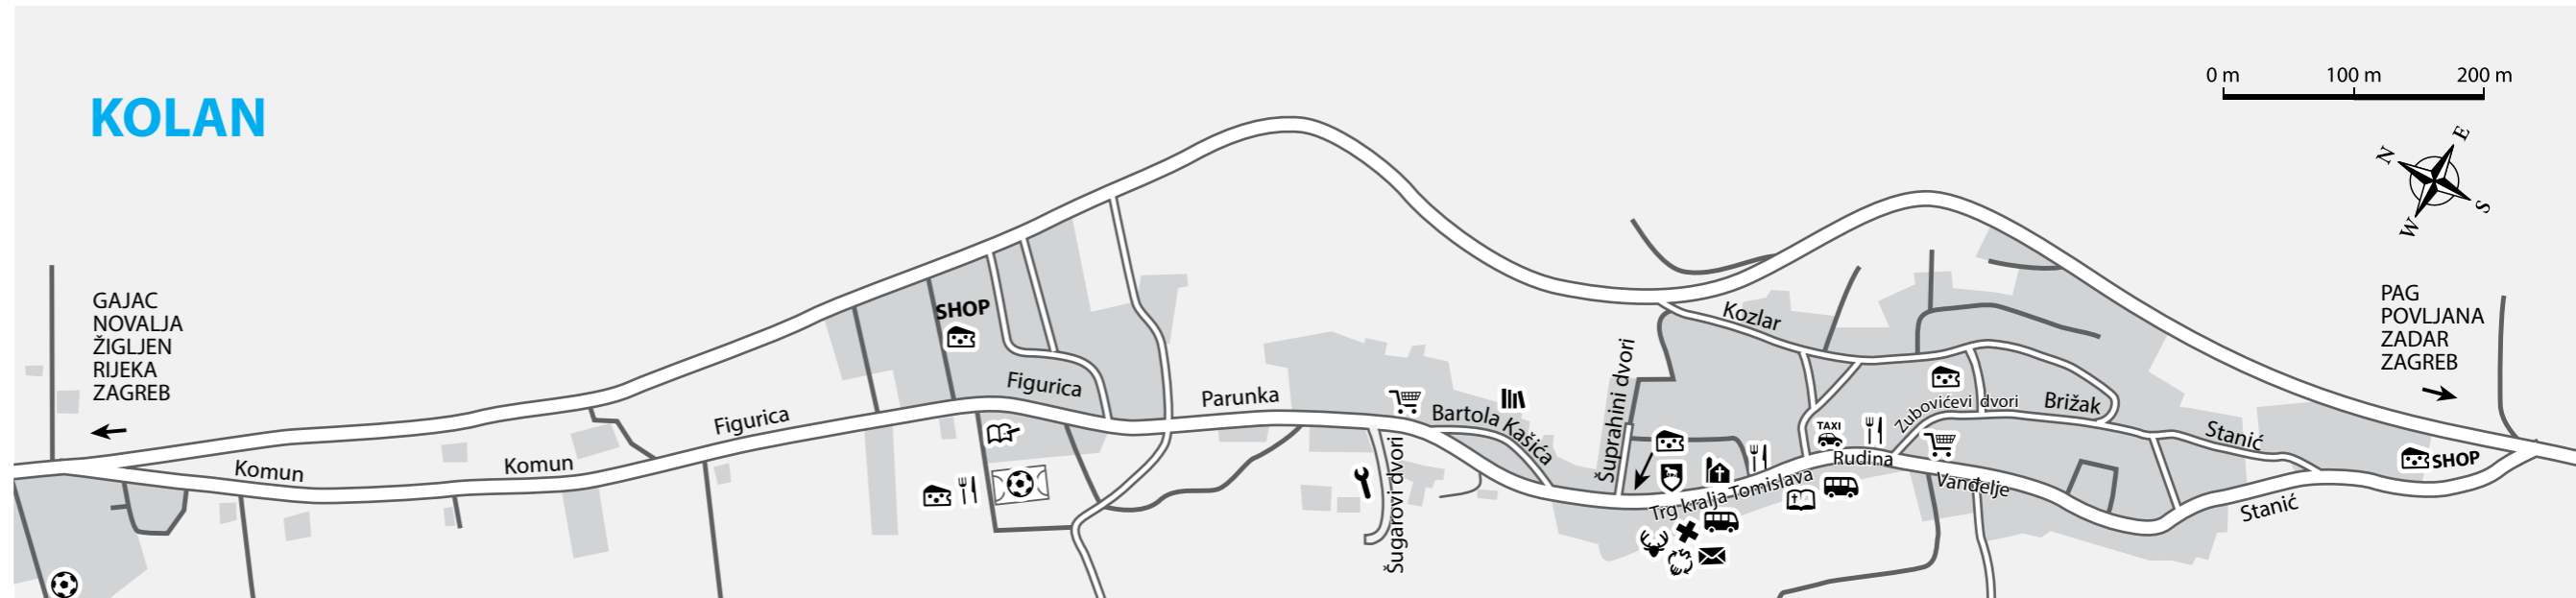 KOLAN
0 m 100 m 200 m
N
E
S
W
GAJAC
NOVALJA
ŽIGLJEN
RIJEKA
ZAGREB
PAG
POVLJANA
ZADAR
ZAGREB
SHOP
Komun
Komun
Figurica
Figurica
Parunka
Bartola Kašića
Šugarovi dvori
Šuprahini dvori
Kozlar
Trg kralja Tomislava
TAXI
Rudina
Zubovićevi dvori
Brižak
Vanđelje
Stanić
Stanić
SHOP